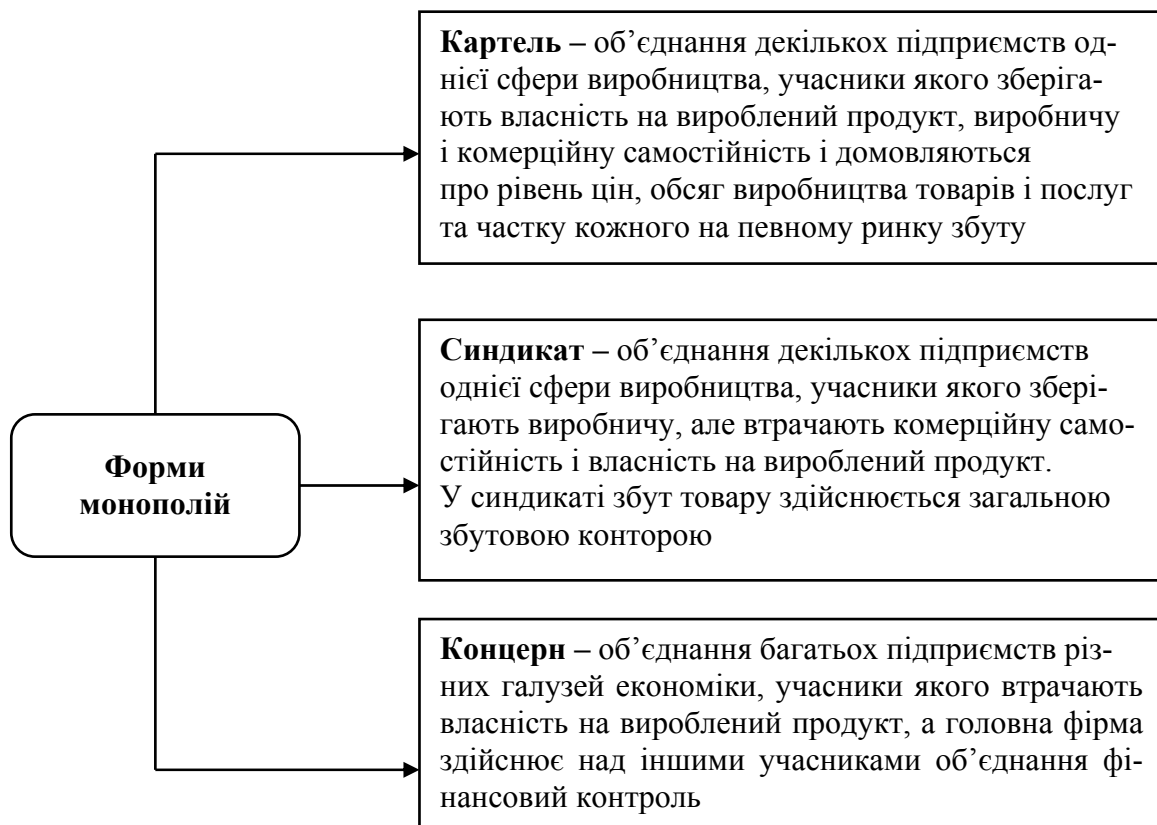 Картель – об’єднання декількох підприємств од-
нієї сфери виробництва, учасники якого зберіга-
ють власність на вироблений продукт, виробничу
і комерційну самостійність і домовляються
про рівень цін, обсяг виробництва товарів і послуг
та частку кожного на певному ринку збуту
Синдикат – об’єднання декількох підприємств
однієї сфери виробництва, учасники якого збері-
гають виробничу, але втрачають комерційну само-
стійність і власність на вироблений продукт.
У синдикаті збут товару здійснюється загальною
збутовою конторою
Форми
монополій
Концерн – об’єднання багатьох підприємств різ-
них галузей економіки, учасники якого втрачають
власність на вироблений продукт, а головна фірма
здійснює над іншими учасниками об’єднання фі-
нансовий контроль